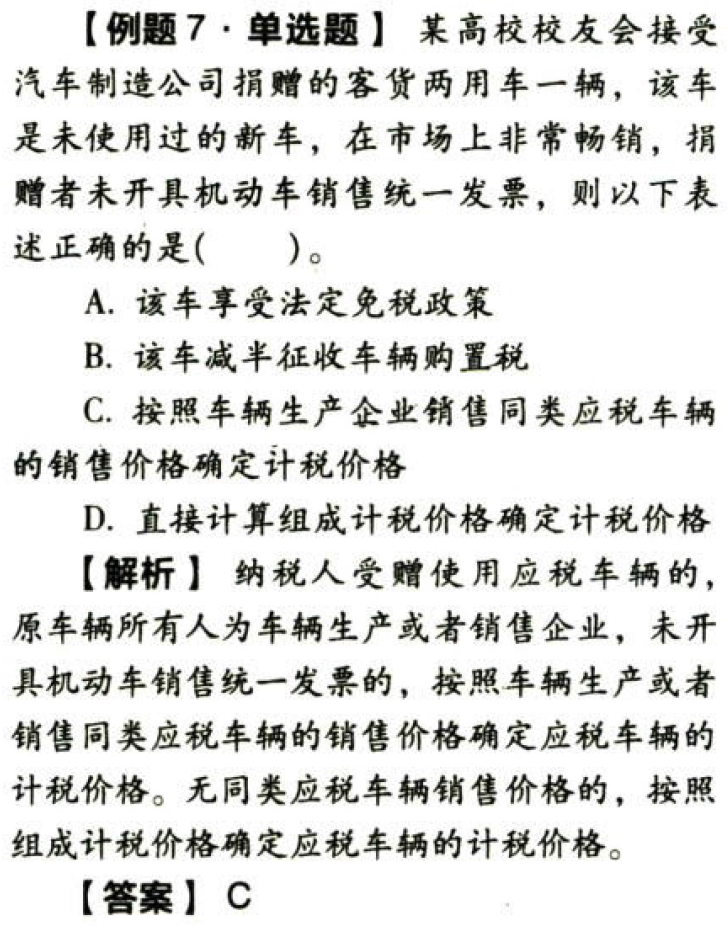 【例题7·单选题】 某高校校友会接受
汽车制造公司捐赠的客货两用车一辆，该车
是未使用过的新车，在市场上非常畅销，捐
赠者未开具机动车销售统一发票，则以下表
述正确的是(　　)。
A. 该车享受法定免税政策
B. 该车减半征收车辆购置税
C. 按照车辆生产企业销售同类应税车辆
的销售价格确定计税价格
D. 直接计算组成计税价格确定计税价格
【解析】 纳税人受赠使用应税车辆的，
原车辆所有人为车辆生产或者销售企业，未开
具机动车销售统一发票的，按照车辆生产或者
销售同类应税车辆的销售价格确定应税车辆的
计税价格。无同类应税车辆销售价格的，按照
组成计税价格确定应税车辆的计税价格。
【答案】 C